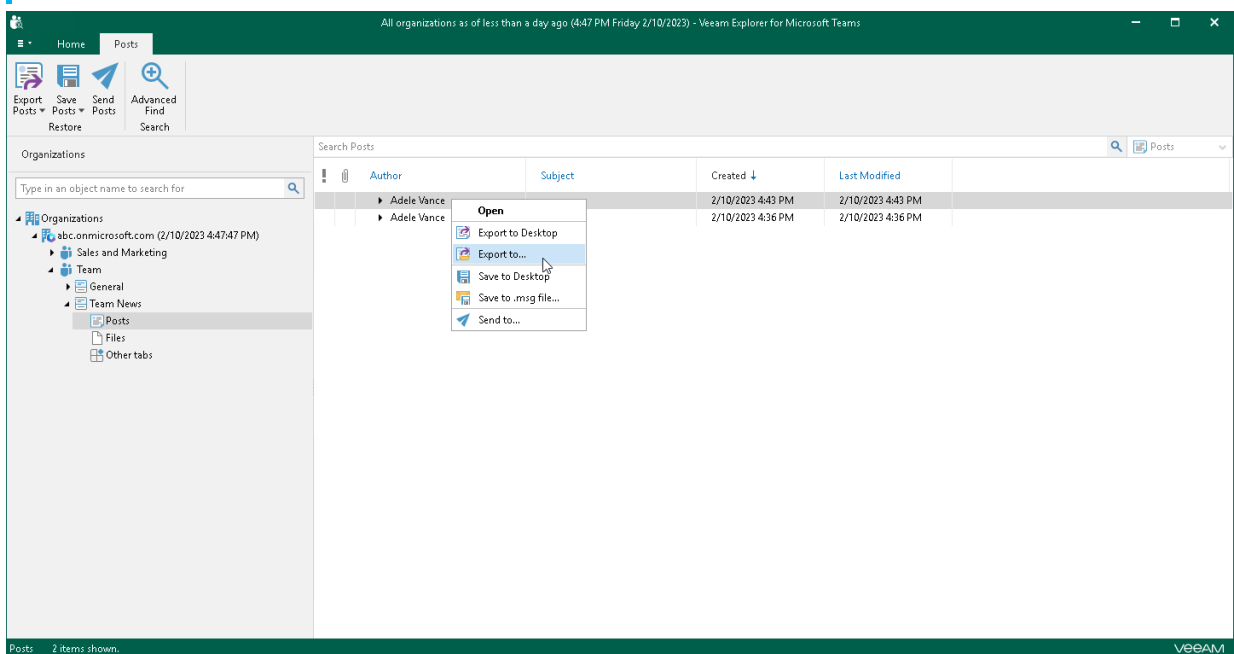 All organizations as of less than a day ago (4:47 PM Friday 2/10/2023) - Veeam Explorer for Microsoft Teams
Home Posts
Export Posts
Save Posts
Send Posts
Advanced Find
Restore Search
Organizations
Type in an object name to search for
Organizations
abc.onmicrosoft.com (2/10/2023 4:47:47 PM)
Sales and Marketing
Team
General
Team News
Posts
Files
Other tabs
Search Posts Posts
Author Subject Created ↓ Last Modified
Adele Vance 2/10/2023 4:43 PM 2/10/2023 4:43 PM
Adele Vance 2/10/2023 4:36 PM 2/10/2023 4:36 PM
Open
Export to Desktop
Export to...
Save to Desktop
Save to .msg file...
Send to...
Posts 2 items shown. VEEAM